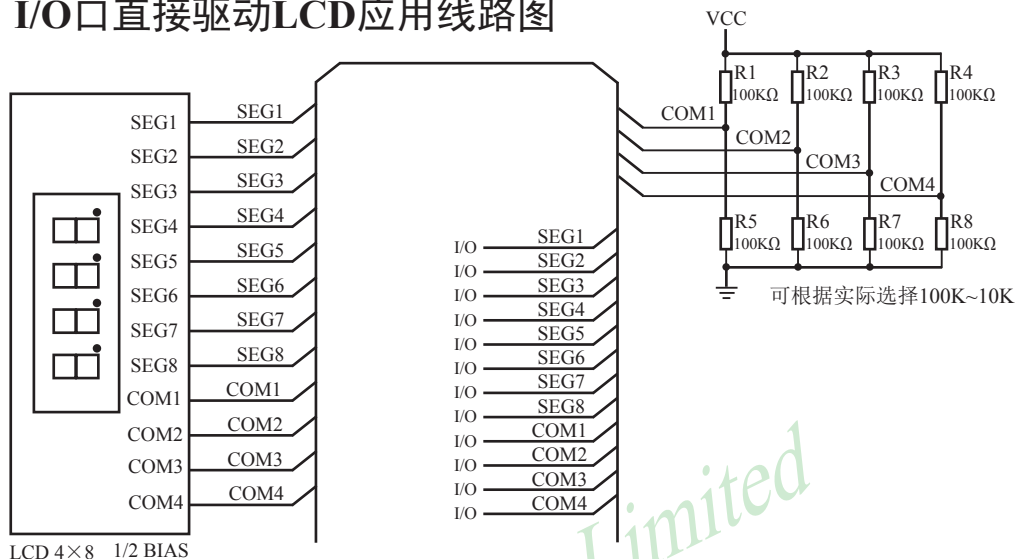 I/O口直接驱动LCD应用线路图
VCC
R1
100KΩ
R2
100KΩ
R3
100KΩ
R4
100KΩ
COM1
COM2
COM3
COM4
R5
100KΩ
R6
100KΩ
R7
100KΩ
R8
100KΩ
可根据实际选择100K~10K
SEG1 SEG1
SEG2 SEG2
SEG3 SEG3
SEG4 SEG4
SEG5 SEG5
SEG6 SEG6
SEG7 SEG7
SEG8 SEG8
COM1 COM1
COM2 COM2
COM3 COM3
COM4 COM4
I/O SEG1
I/O SEG2
I/O SEG3
I/O SEG4
I/O SEG5
I/O SEG6
I/O SEG7
I/O SEG8
I/O COM1
I/O COM2
I/O COM3
I/O COM4
Limited
LCD 4×8 1/2 BIAS